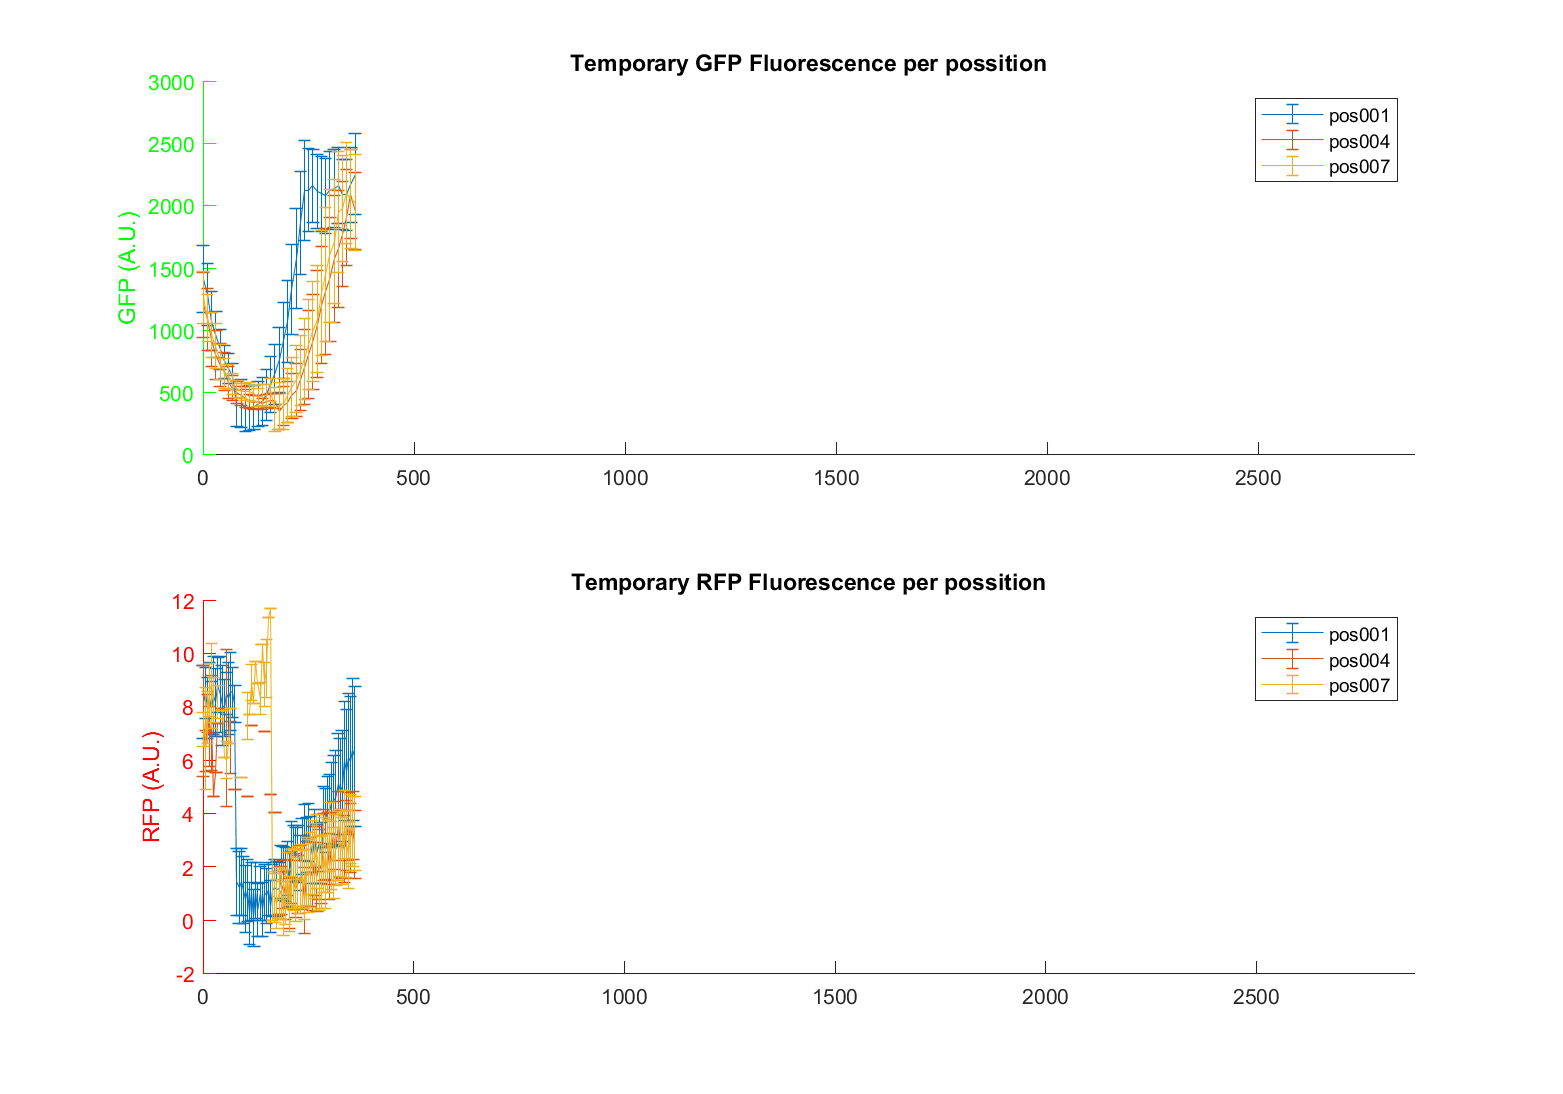 Temporary GFP Fluorescence per possition
3000
2500
2000
1500
1000
500
0
GFP (A.U.)
0 500 1000 1500 2000 2500
pos001
pos004
pos007
Temporary RFP Fluorescence per possition
12
10
8
6
4
2
0
-2
RFP (A.U.)
0 500 1000 1500 2000 2500
pos001
pos004
pos007